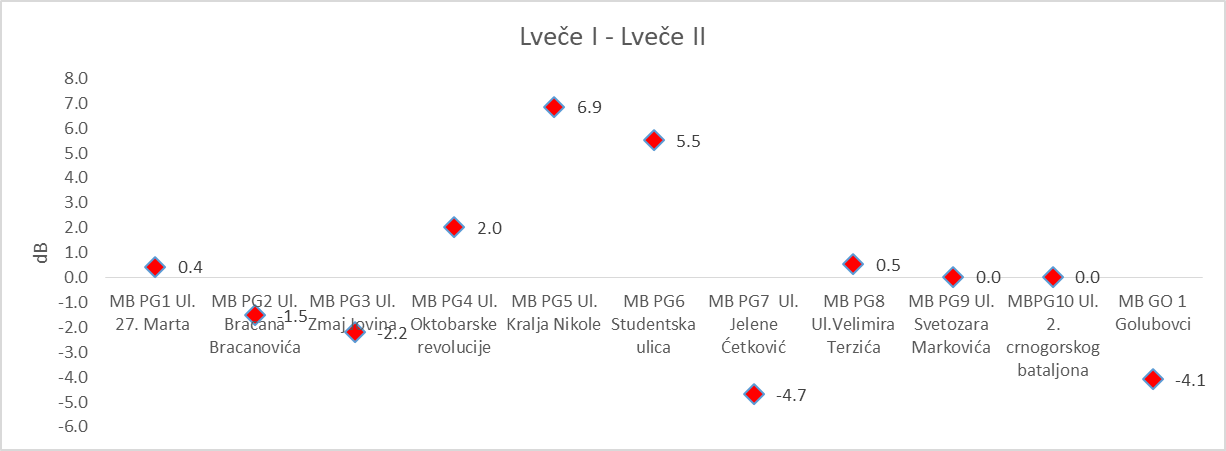 Lveče I - Lveče II
dB
8.0
7.0
6.0
5.0
4.0
3.0
2.0
1.0
0.0
-1.0
-2.0
-3.0
-4.0
-5.0
-6.0
0.4
-1.5
-2.2
2.0
6.9
5.5
-4.7
0.5
0.0
0.0
-4.1
MB PG1 Ul.
27. Marta
MB PG2 Ul.
Bracana
Bracanovića
MB PG3 Ul.
Zmaj Jovina
MB PG4 Ul.
Oktobarske
revolucije
MB PG5 Ul.
Kralja Nikole
MB PG6
Studentska
ulica
MB PG7 Ul.
Jelene
Ćetković
MB PG8
Ul.Velimira
Terzića
MB PG9 Ul.
Svetozara
Markovića
MBPG10 Ul.
2.
crnogorskog
bataljona
MB GO 1
Golubovci